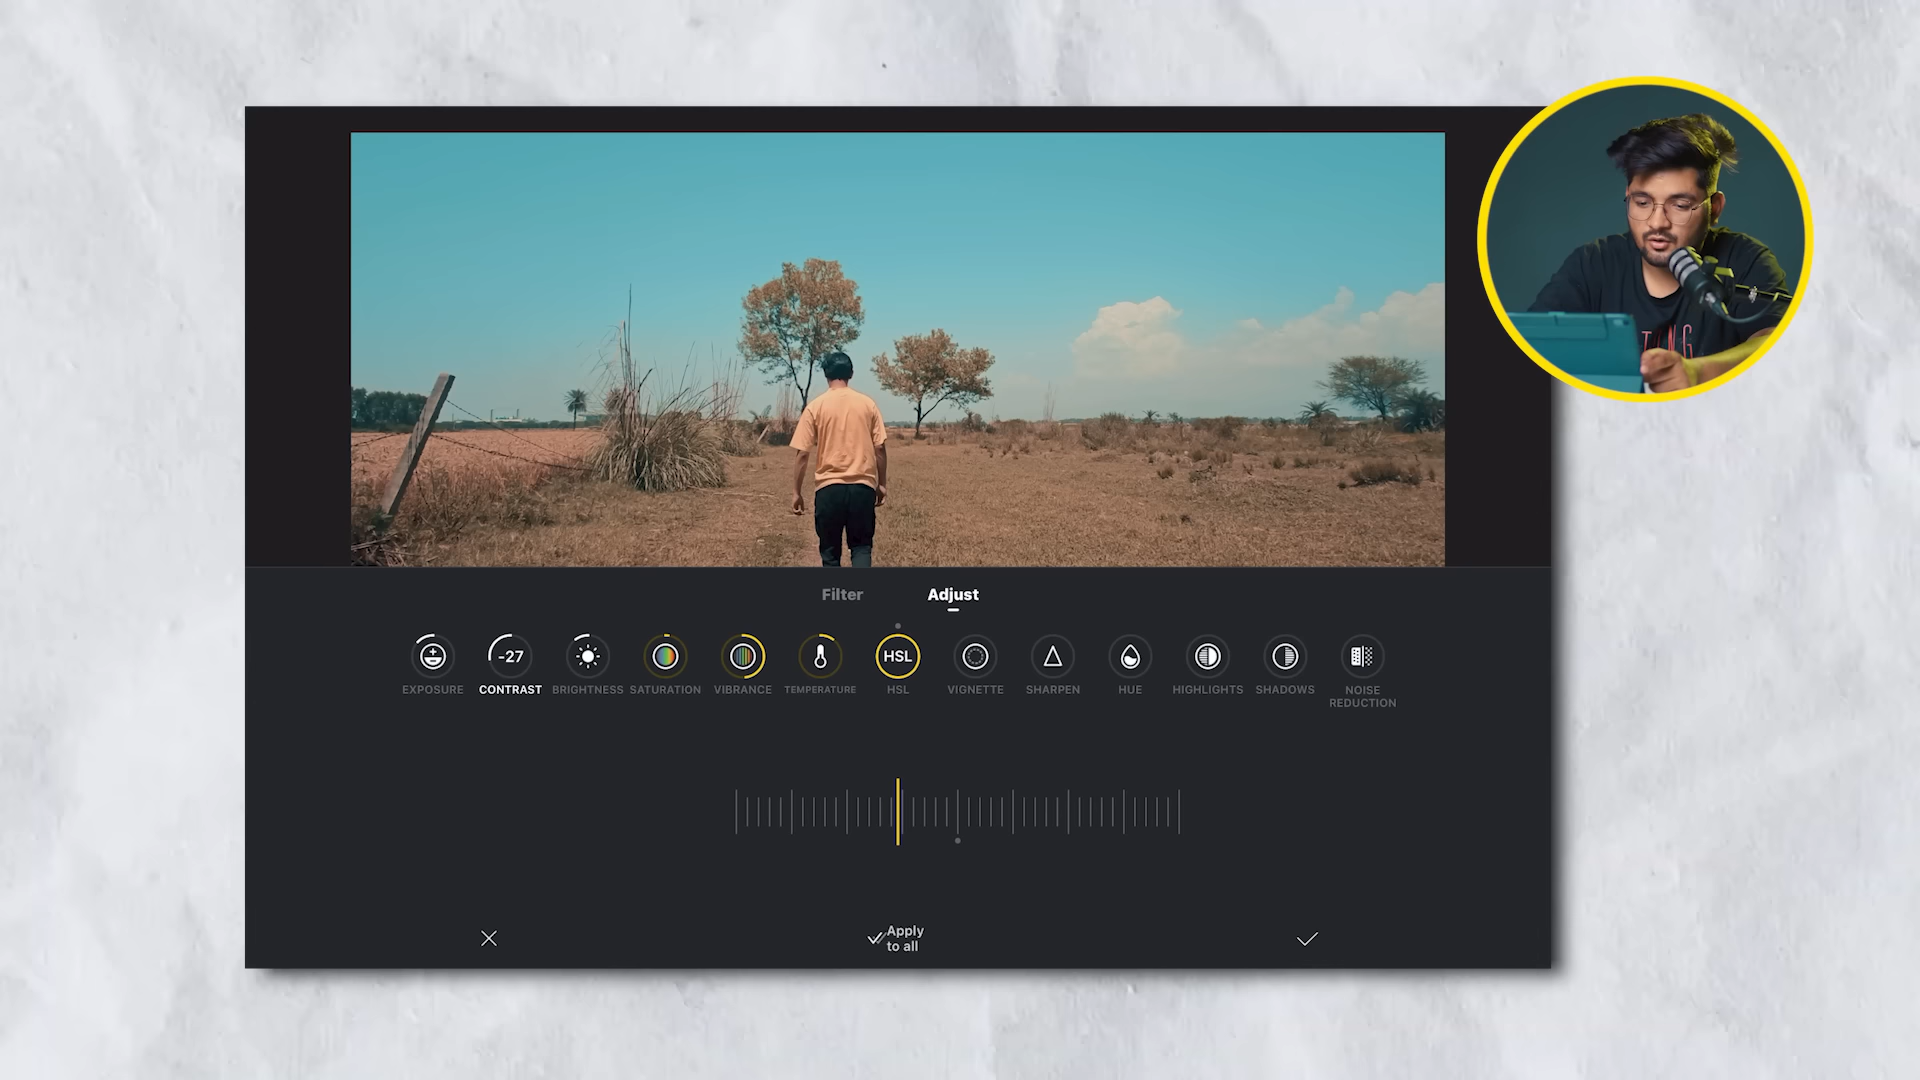 Filter
Adjust
-27
HSL
EXPOSURE
CONTRAST
BRIGHTNESS
SATURATION
VIBRANCE
TEMPERATURE
HSL
VIGNETTE
SHARPEN
HUE
HIGHLIGHTS
SHADOWS
NOISE
REDUCTION
Apply
to all